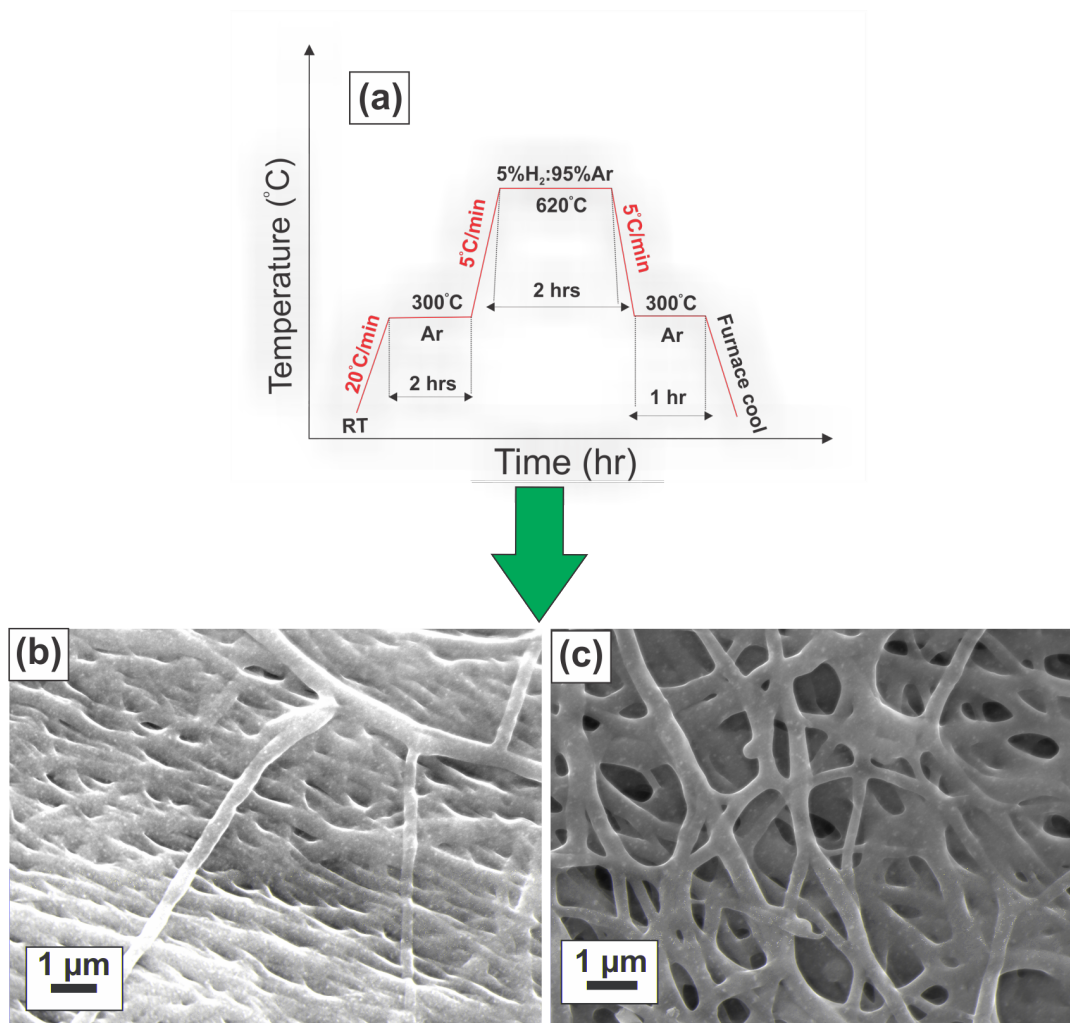 (a)
Temperature (°C)
5%H₂:95%Ar
620°C
5°C/min
5°C/min
2 hrs
300°C
Ar
2 hrs
20°C/min
RT
300°C
Ar
1 hr
Furnace cool
Time (hr)
(b)
1 µm
(c)
1 µm